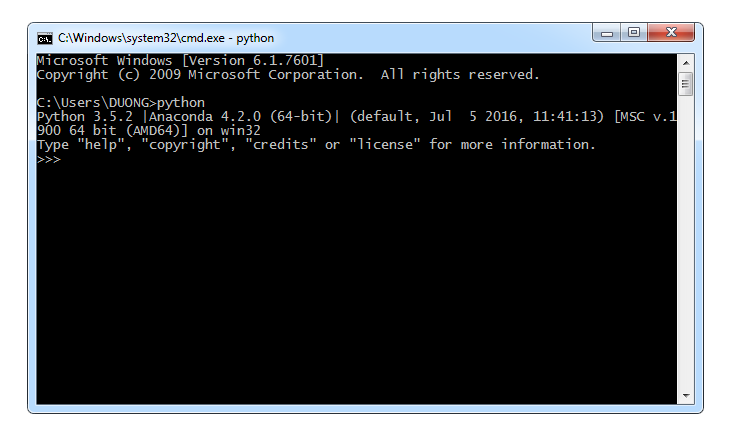 C:\Windows\system32\cmd.exe - python
Microsoft Windows [Version 6.1.7601]
Copyright (c) 2009 Microsoft Corporation.  All rights reserved.
C:\Users\DUONG>python
Python 3.5.2 |Anaconda 4.2.0 (64-bit)| (default, Jul  5 2016, 11:41:13) [MSC v.1
900 64 bit (AMD64)] on win32
Type "help", "copyright", "credits" or "license" for more information.
>>>